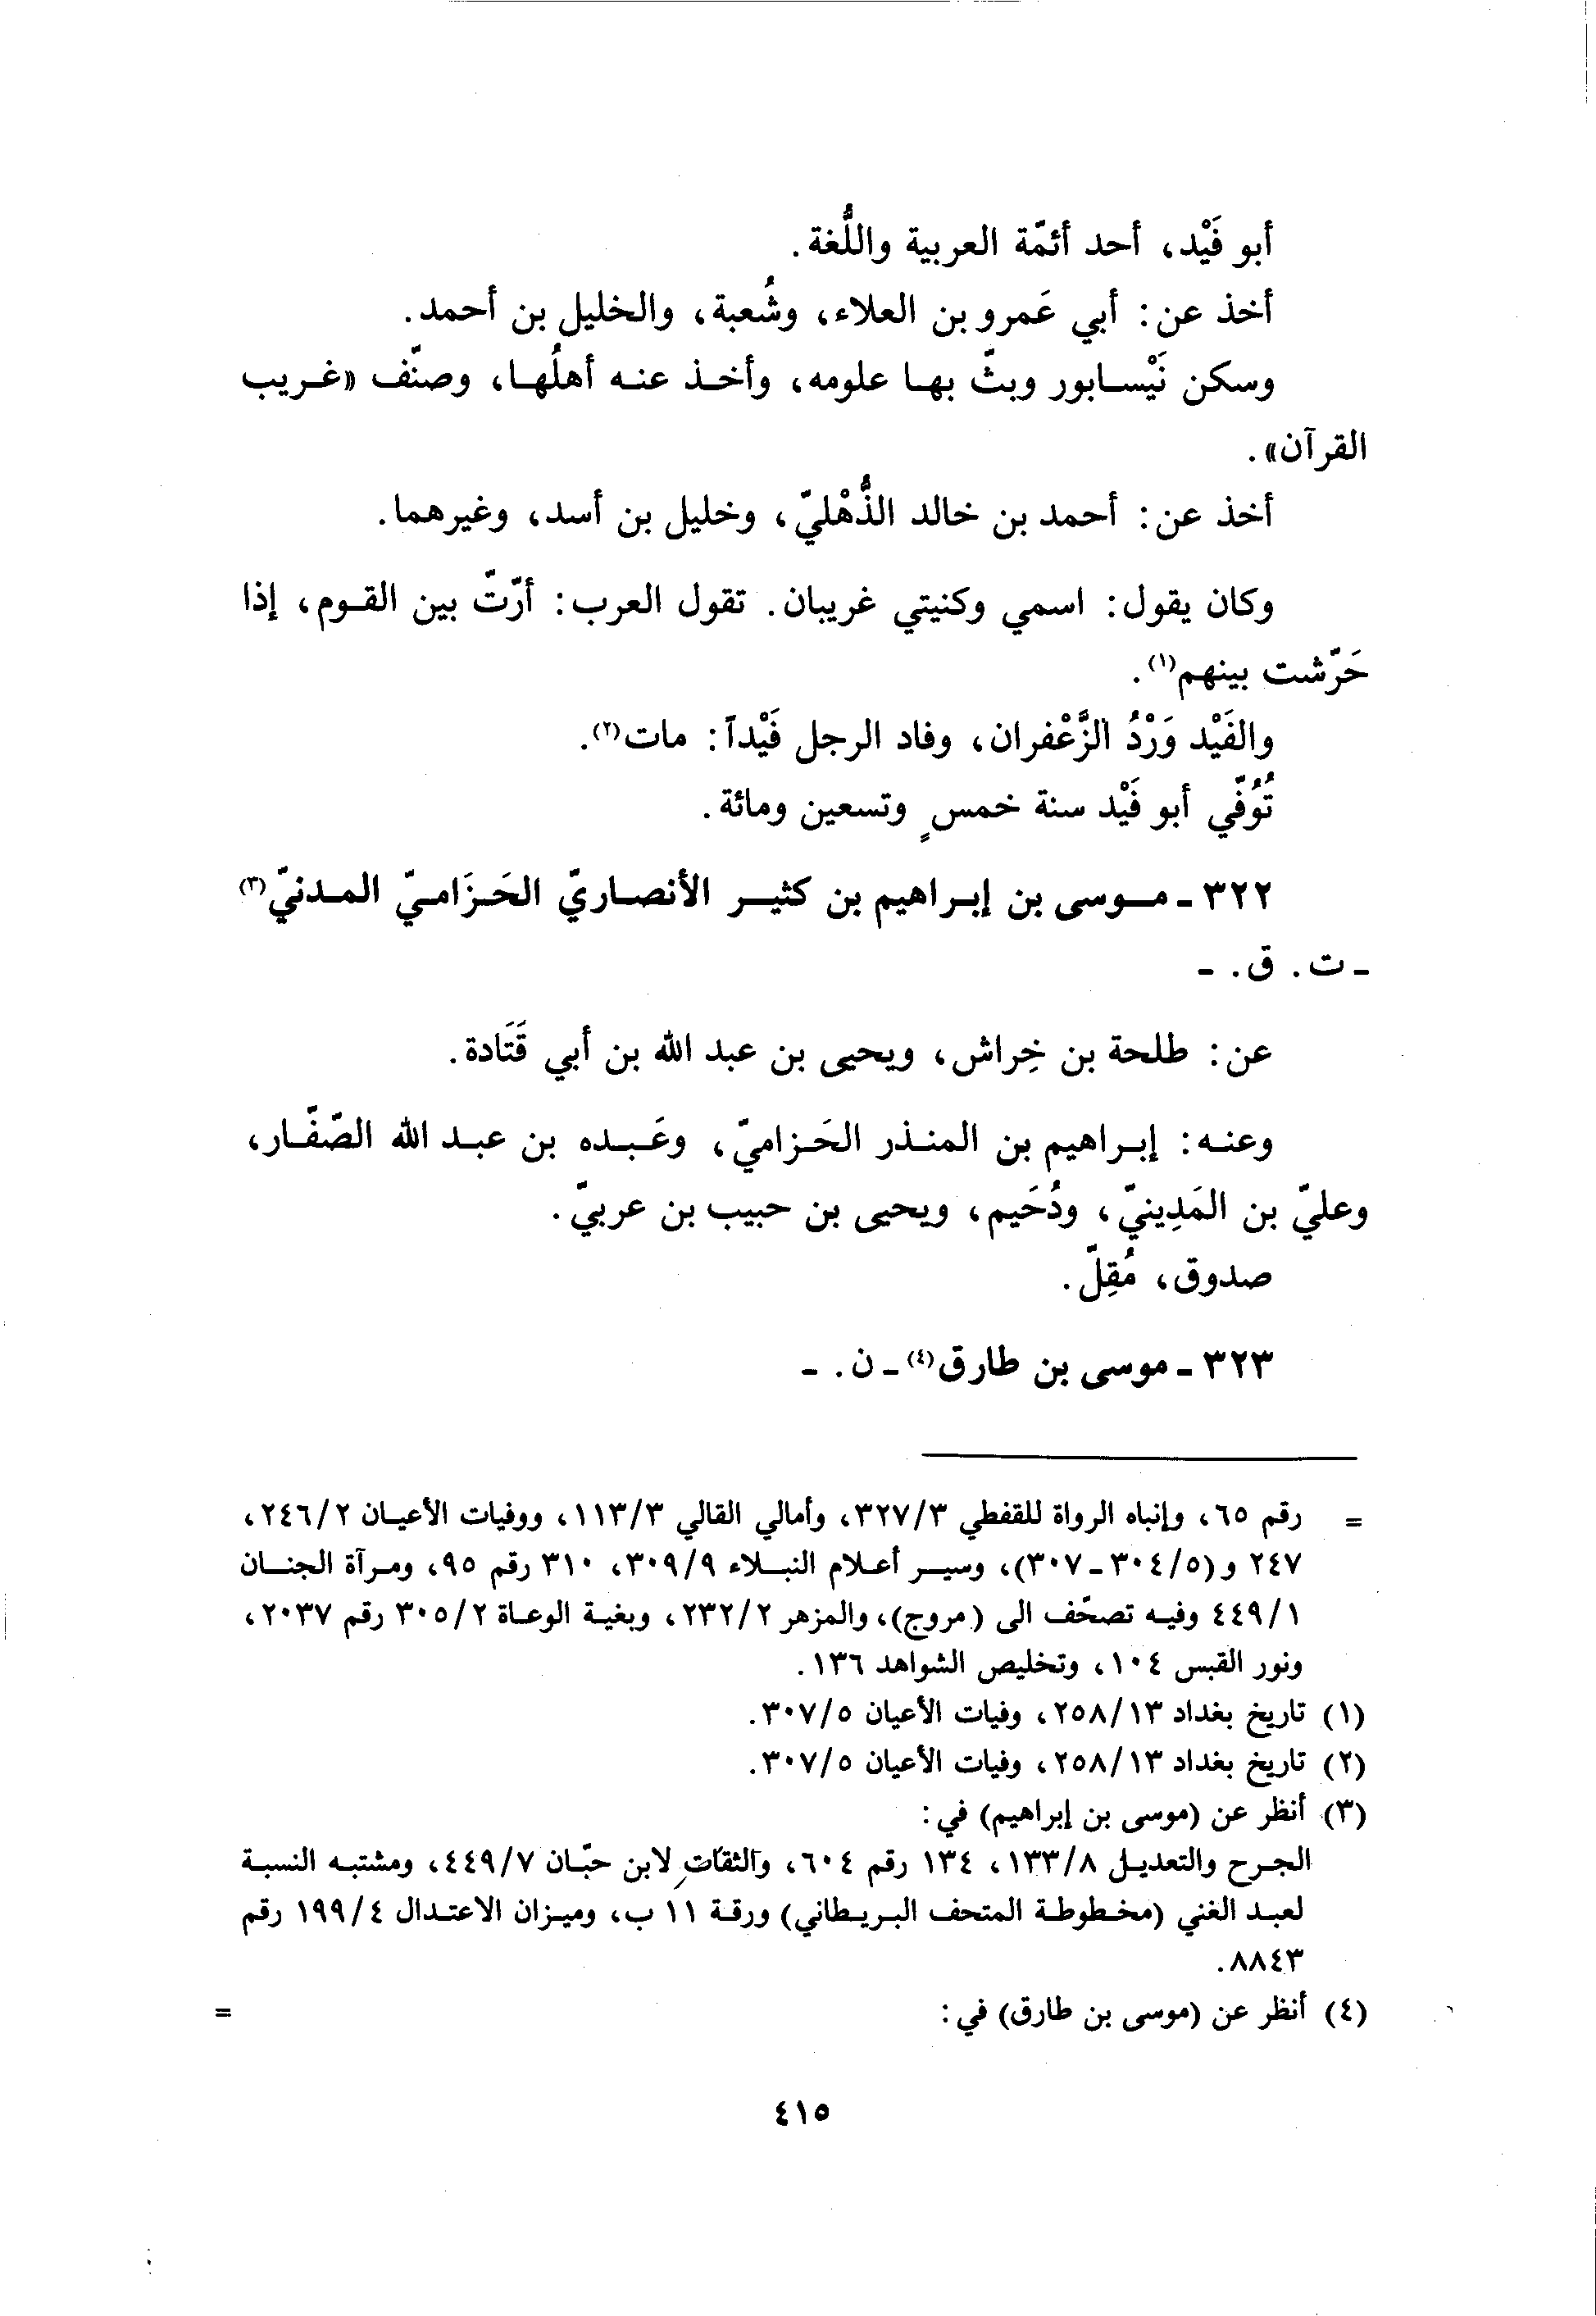 أبو فَيْد، أحد أئمّة العربية واللُّغة.
أخذ عن: أبي عَمرو بن العلاء، وشُعبة، والخليل بن أحمد.
وسكن نَيْسابور وبثّ بها علومه، وأخذ عنه أهلُها، وصنّف «غريب
القرآن».
أخذ عن: أحمد بن خالد الذُّهْليّ، وخليل بن أسد، وغيرهما.
وكان يقول: اسمي وكنيتي غريبان. تقول العرب: أرّتّ بين القوم، إذا
حَرّشت بينهم(١).
والفَيْد وَرْدُ الزَّعْفران، وفاد الرجل فَيْداً: مات(٢).
تُوُفّي أبو فَيْد سنة خمسٍ وتسعين ومائة.
٣٢٢ - موسى بن إبراهيم بن كثير الأنصاريّ الحَزَاميّ المدنيّ(٣)
- ت. ق. -
عن: طلحة بن خِراش، ويحيى بن عبد الله بن أبي قَتَادة.
وعنه: إبراهيم بن المنذر الحَزاميّ، وعَبده بن عبد الله الصّفّار،
وعليّ بن المَدِينيّ، ودُحَيم، ويحيى بن حبيب بن عربيّ.
صدوق، مُقِلّ.
٣٢٣ - موسى بن طارق(٤) - ن. -
= رقم ٦٥، وإنباه الرواة للقفطي ٣٢٧/٣، وأمالي القالي ١١٣/٣، ووفيات الأعيان ٢٤٦/٢،
٢٤٧ و(٣٠٤/٥ - ٣٠٧)، وسير أعلام النبلاء ٣٠٩/٩، ٣١٠ رقم ٩٥، ومرآة الجنان
٤٤٩/١ وفيه تصحّف الى (مروج)، والمزهر ٢٣٢/٢، وبغية الوعاة ٣٠٥/٢ رقم ٢٠٣٧،
ونور القبس ١٠٤، وتخليص الشواهد ١٣٦.
(١) تاريخ بغداد ٢٥٨/١٣، وفيات الأعيان ٣٠٧/٥.
(٢) تاريخ بغداد ٢٥٨/١٣، وفيات الأعيان ٣٠٧/٥.
(٣) أنظر عن (موسى بن إبراهيم) في:
الجرح والتعديل ١٣٣/٨، ١٣٤ رقم ٦٠٤، والثقات لابن حبّان ٤٤٩/٧، ومشتبه النسبة
لعبد الغني (مخطوطة المتحف البريطاني) ورقة ١١ ب، وميزان الاعتدال ١٩٩/٤ رقم
٨٨٤٣.
(٤) أنظر عن (موسى بن طارق) في: =
٤١٥